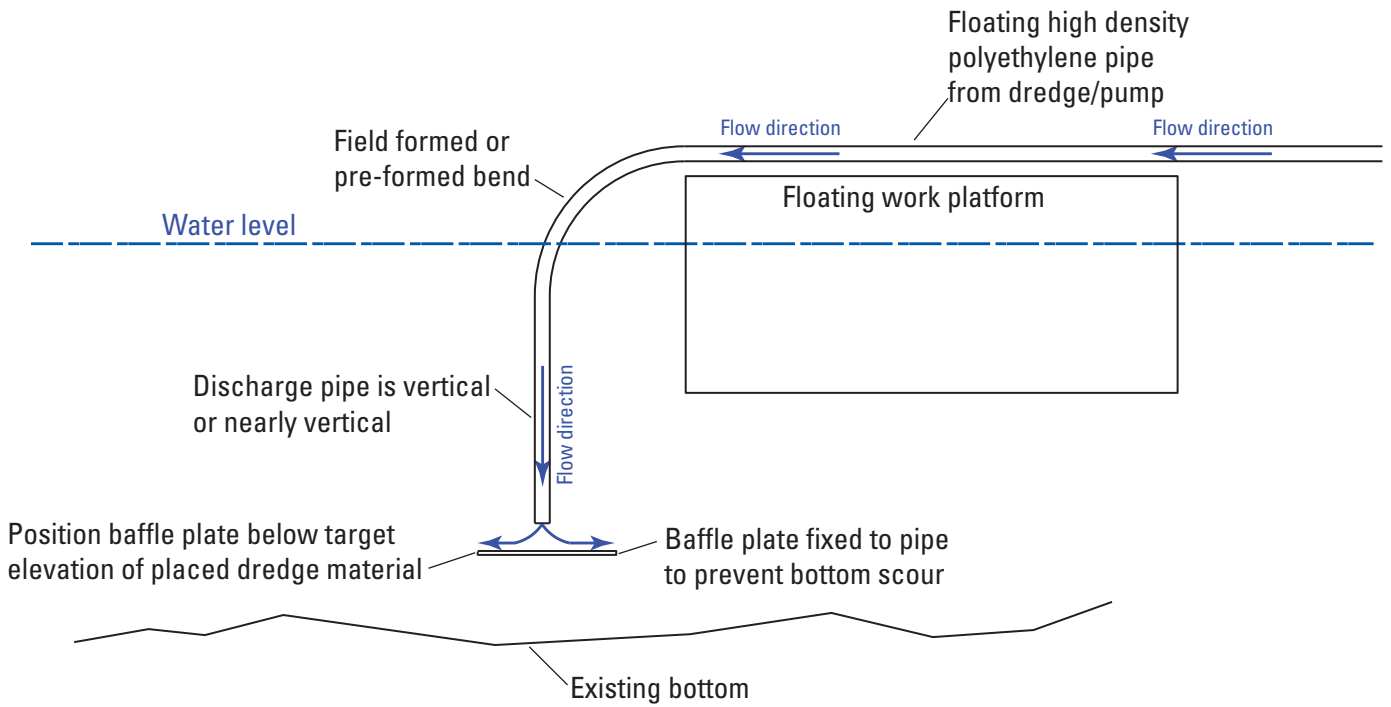 Floating high density
polyethylene pipe
from dredge/pump
Flow direction
Flow direction
Field formed or
pre-formed bend
Floating work platform
Water level
Discharge pipe is vertical
or nearly vertical
Flow direction
Position baffle plate below target
elevation of placed dredge material
Baffle plate fixed to pipe
to prevent bottom scour
Existing bottom